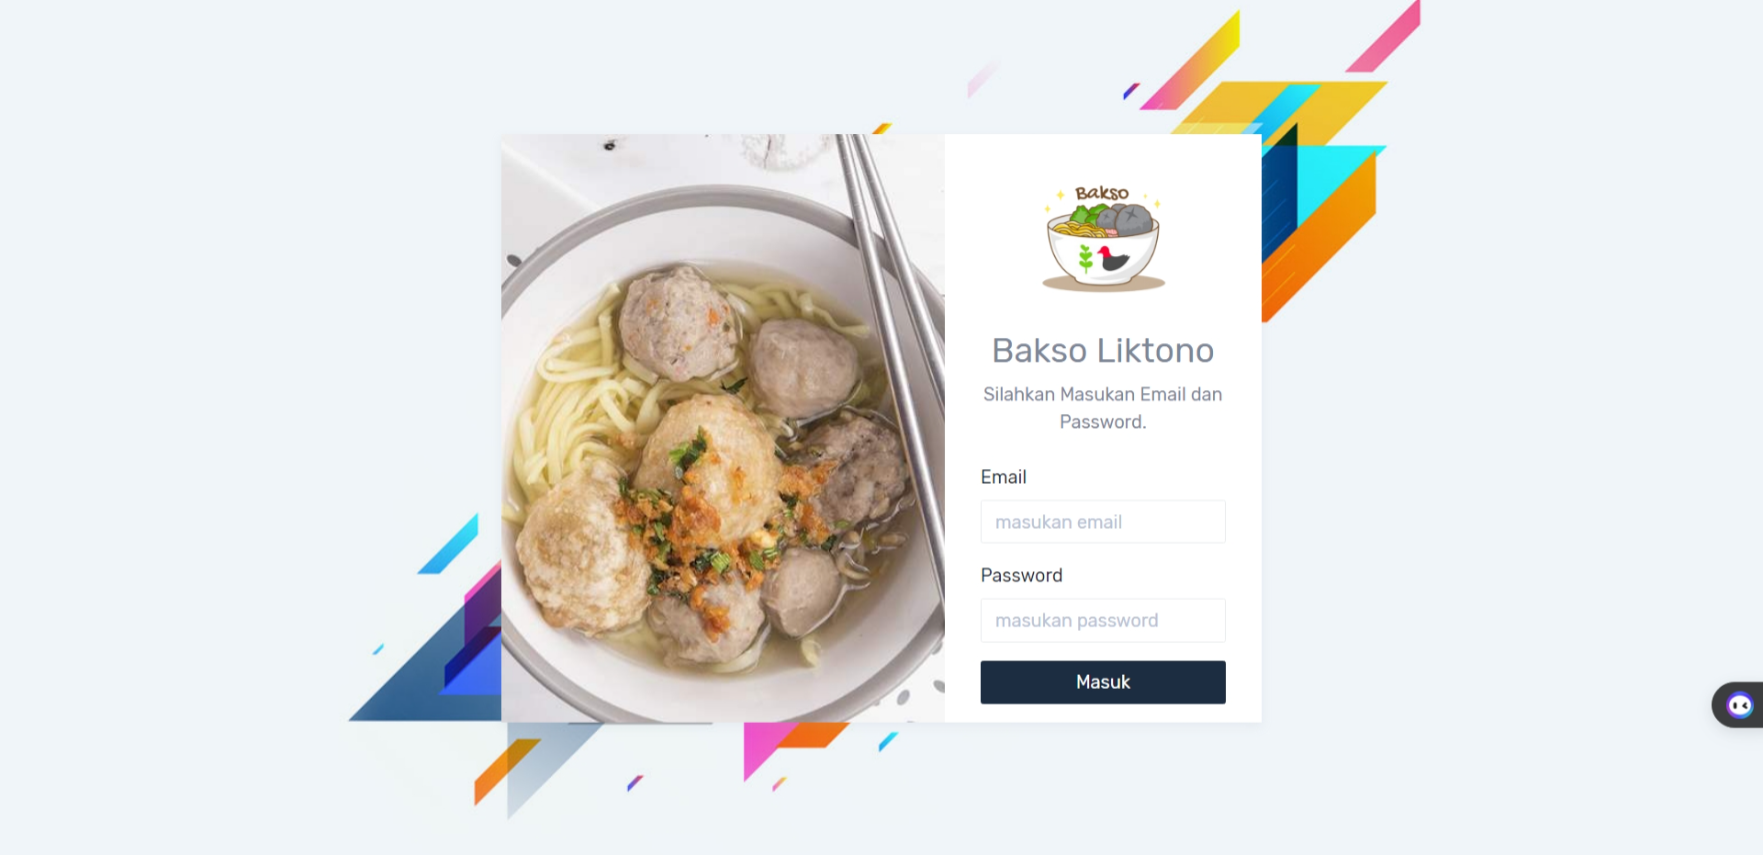 Bakso
Bakso Liktono
Silahkan Masukan Email dan
Password.
Email
masukan email
Password
masukan password
Masuk